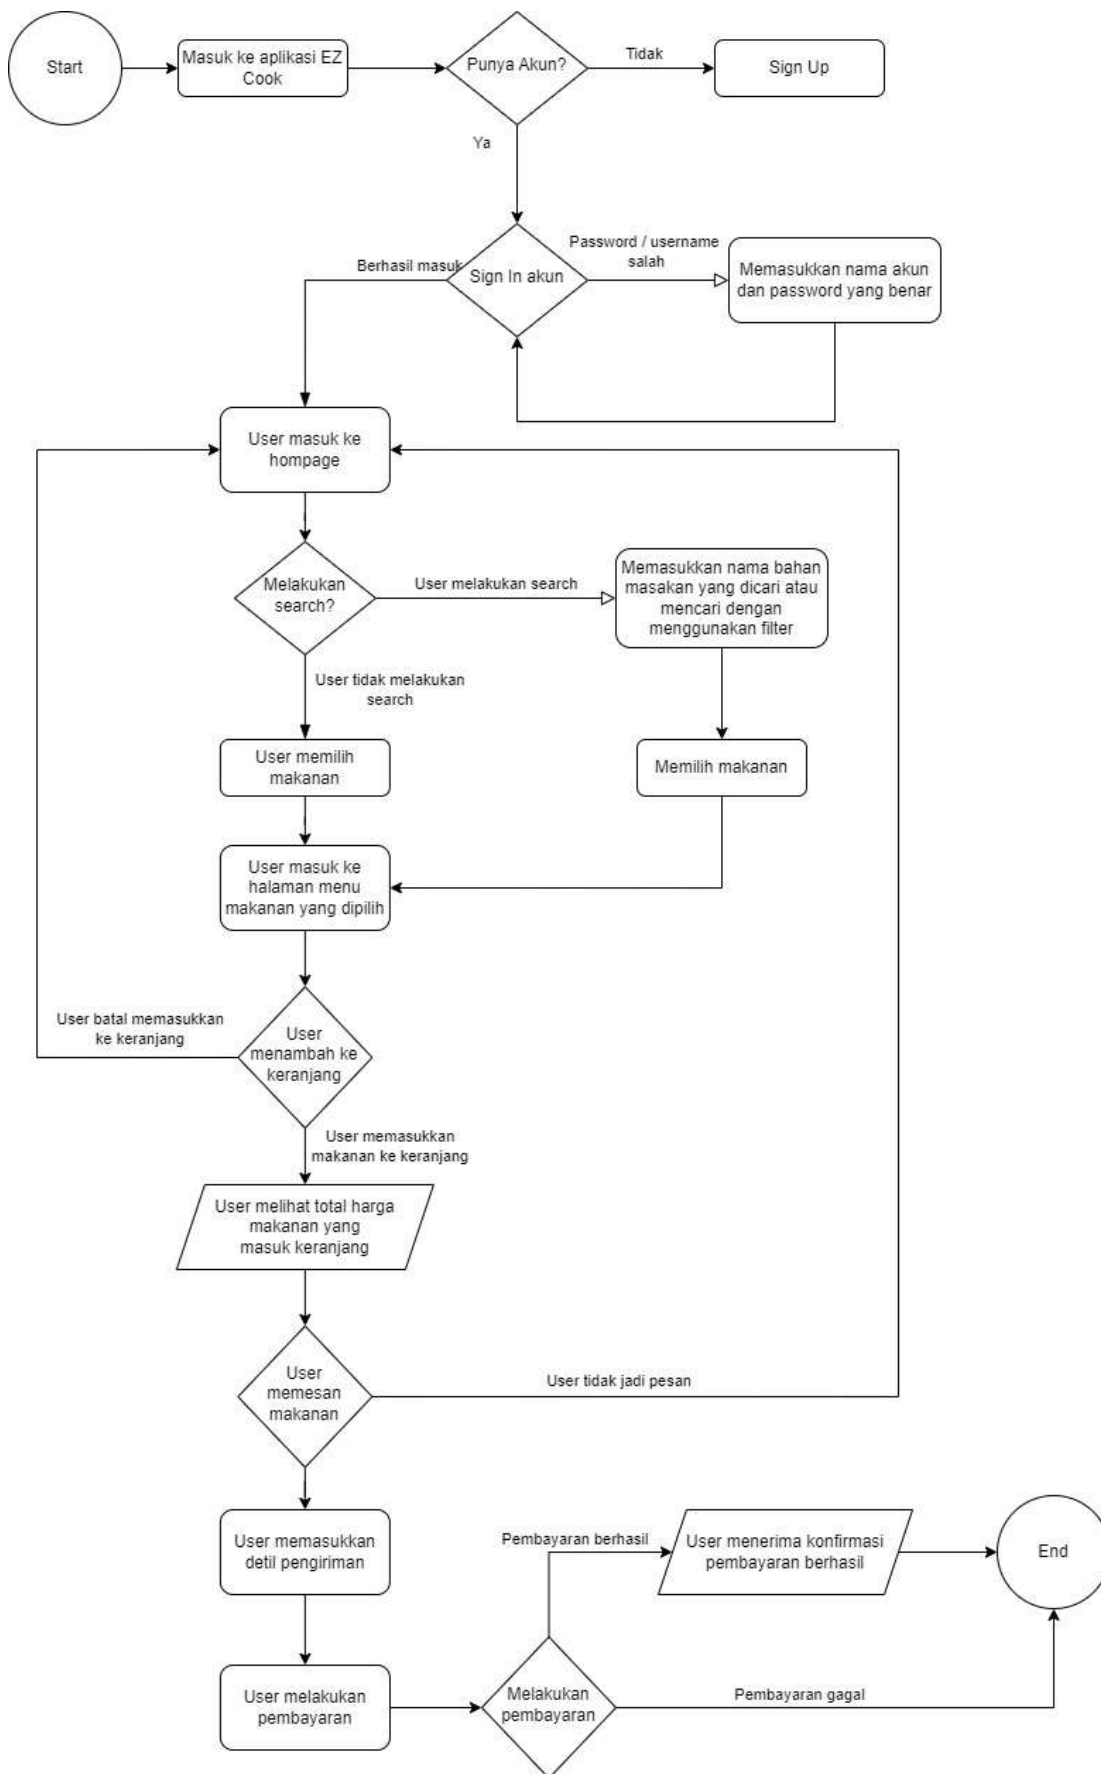 Start
Masuk ke aplikasi EZ
Cook
Punya Akun?
Tidak
Sign Up
Ya
Password / username
salah
Berhasil masuk
Sign In akun
Memasukkan nama akun
dan password yang benar
User masuk ke
hompage
Melakukan
search?
User melakukan search
Memasukkan nama bahan
masakan yang dicari atau
mencari dengan
menggunakan filter
User tidak melakukan
search
User memilih
makanan
Memilih makanan
User masuk ke
halaman menu
makanan yang dipilih
User batal memasukkan
ke keranjang
User
menambah ke
keranjang
User memasukkan
makanan ke keranjang
User melihat total harga
makanan yang
masuk keranjang
User
memesan
makanan
User tidak jadi pesan
User memasukkan
detil pengiriman
Pembayaran berhasil
User menerima konfirmasi
pembayaran berhasil
End
User melakukan
pembayaran
Melakukan
pembayaran
Pembayaran gagal